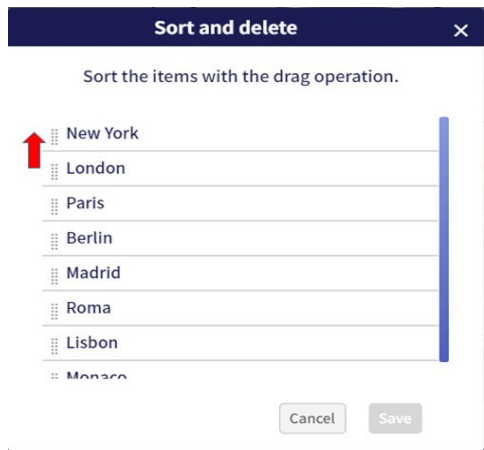 Sort and delete
Sort the items with the drag operation.
New York
London
Paris
Berlin
Madrid
Roma
Lisbon
Monaco
Cancel Save